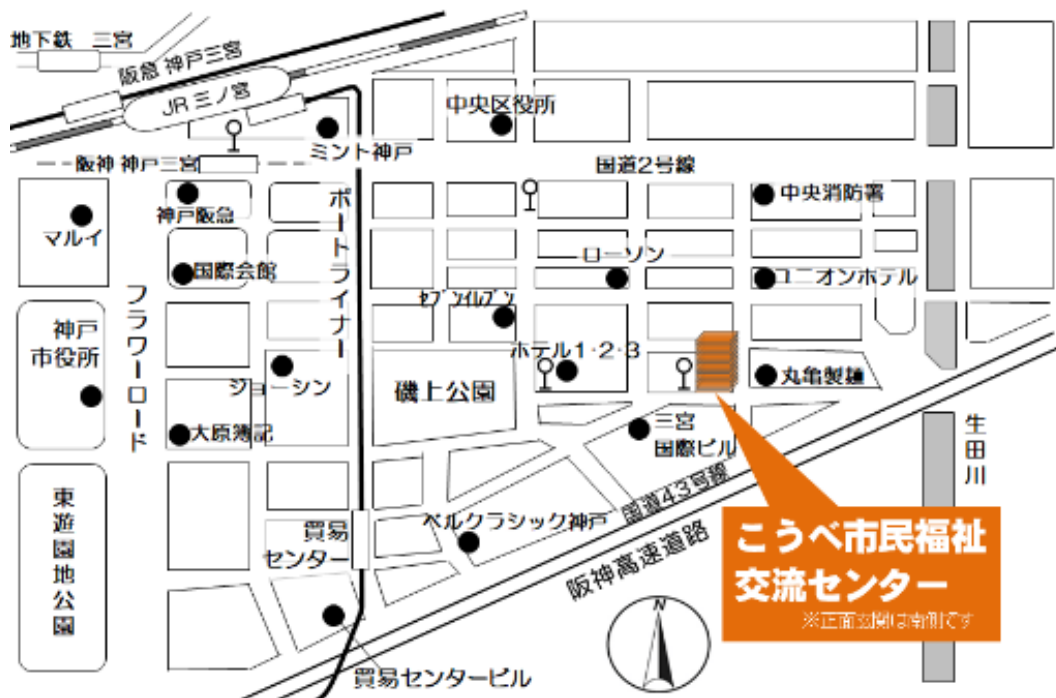 地下鉄 三宮
阪急 神戸三宮
JR 三ノ宮
中央区役所
ミント神戸
阪神 神戸三宮
国道2号線
神戸阪急
ポートライナー
中央消防署
マルイ
国際会館
ローソン
ユニオンホテル
フラワーロード
セブンイレブン
神戸
市役所
ホテル1・2・3
ジョーシン
磯上公園
丸亀製麺
大原簿記
三宮
国際ビル
生田川
国道43号線
東遊園地公園
貿易
センター
ベルクラシック神戸
阪神高速道路
こうべ市民福祉
交流センター
※正面玄関は南側です
N
貿易センタービル